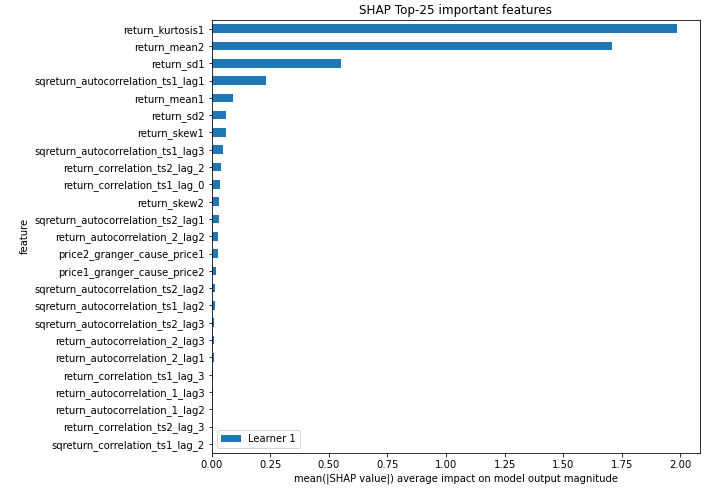 SHAP Top-25 important features
return_kurtosis1
return_mean2
return_sd1
sqreturn_autocorrelation_ts1_lag1
return_mean1
return_sd2
return_skew1
sqreturn_autocorrelation_ts1_lag3
return_correlation_ts2_lag_2
return_correlation_ts1_lag_0
return_skew2
sqreturn_autocorrelation_ts2_lag1
return_autocorrelation_2_lag2
price2_granger_cause_price1
price1_granger_cause_price2
sqreturn_autocorrelation_ts2_lag2
sqreturn_autocorrelation_ts1_lag2
sqreturn_autocorrelation_ts2_lag3
return_autocorrelation_2_lag3
return_autocorrelation_2_lag1
return_correlation_ts1_lag_3
return_autocorrelation_1_lag3
return_autocorrelation_1_lag2
return_correlation_ts2_lag_3
sqreturn_correlation_ts1_lag_2
feature
Learner 1
0.00 0.25 0.50 0.75 1.00 1.25 1.50 1.75 2.00
mean(|SHAP value|) average impact on model output magnitude